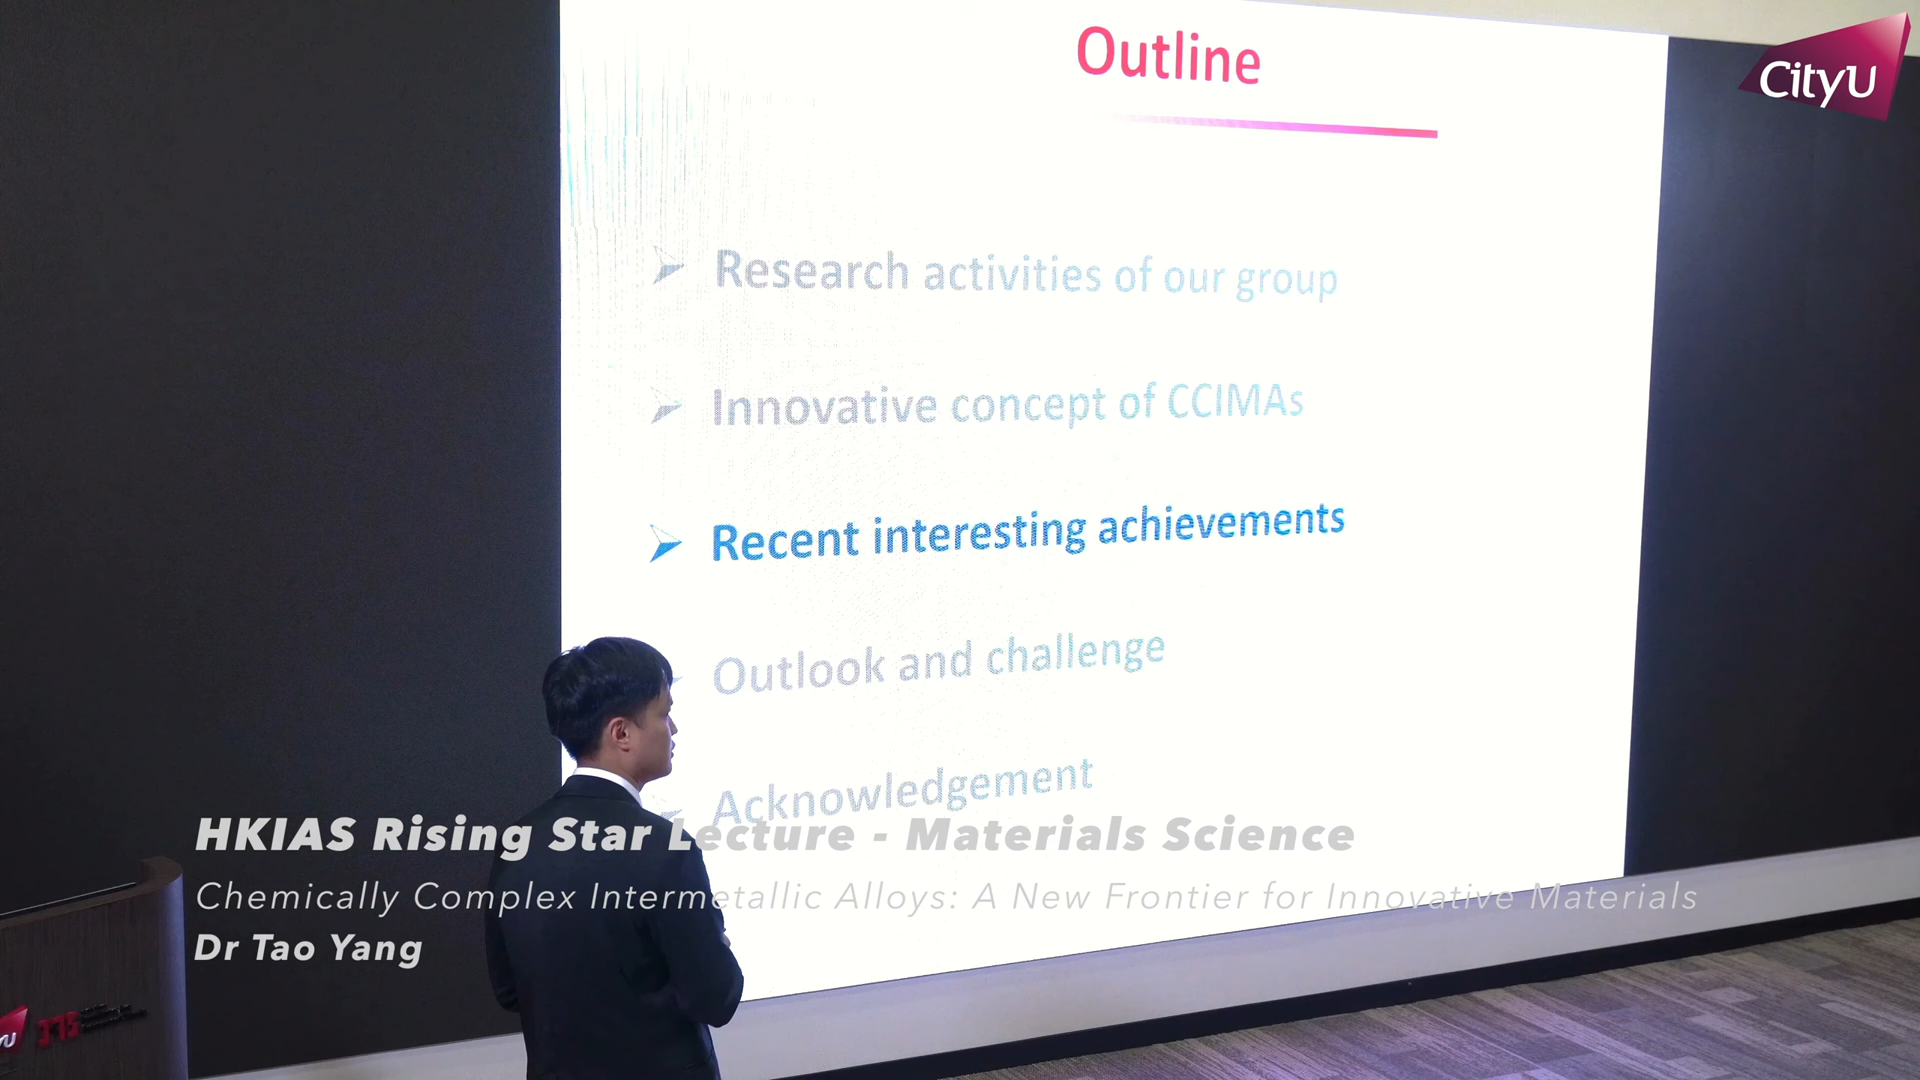 Outline
CityU
Research activities of our group
Innovative concept of CCIMAs
Recent interesting achievements
Outlook and challenge
Acknowledgement
HKIAS Rising Star Lecture - Materials Science
Chemically Complex Intermetallic Alloys: A New Frontier for Innovative Materials
Dr Tao Yang